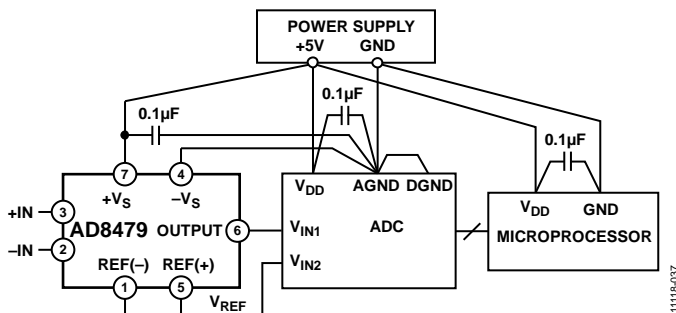 POWER SUPPLY
+5V GND
0.1µF
0.1µF
0.1µF
7 4
+VS –VS
VDD AGND DGND
VDD GND
+IN 3
AD8479 OUTPUT 6
VIN1 ADC
MICROPROCESSOR
–IN 2
REF(–) REF(+)
VIN2
1 5
VREF
11118-037